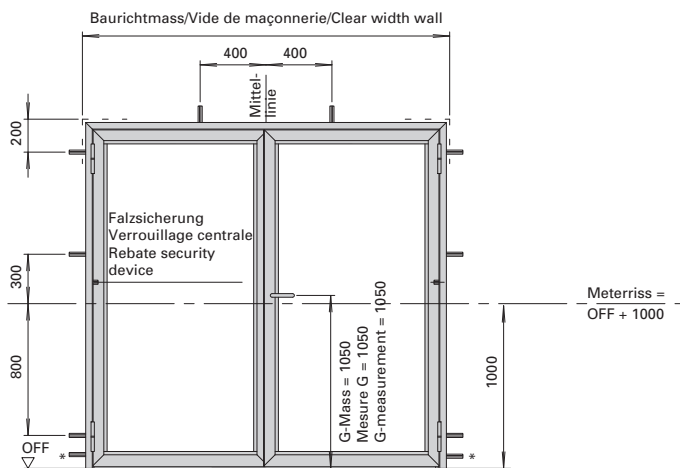 Baurichtmass/Vide de maçonnerie/Clear width wall
400
400
Mittel-
linie
200
Falzsicherung
Verrouillage centrale
Rebate security
device
300
Meterriss =
OFF + 1000
800
G-Mass = 1050
Mesure G = 1050
G-measurement = 1050
1000
OFF
*
*